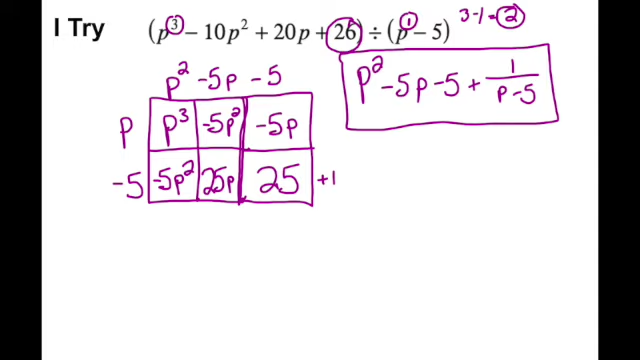 I Try (p³ − 10p² + 20p + 26) ÷ (p¹ − 5) 3-1=2
p² -5p -5
p² -5p -5 + 1/(p-5)
p p³ -5p² -5p
-5 -5p² 25p 25 +1